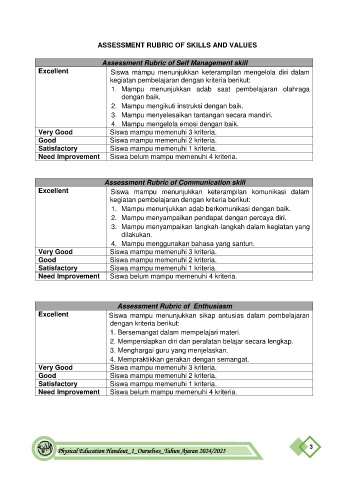 ASSESSMENT RUBRIC OF SKILLS AND VALUES
Assessment Rubric of Self Management skill
Excellent
Siswa mampu menunjukkan keterampilan mengelola diri dalam
kegiatan pembelajaran dengan kriteria berikut:
1. Mampu menunjukkan adab saat pembelajaran olahraga
dengan baik.
2. Mampu mengikuti instruksi dengan baik.
3. Mampu menyelesaikan tantangan secara mandiri.
4. Mampu mengelola emosi dengan baik.
Very Good Siswa mampu memenuhi 3 kriteria.
Good Siswa mampu memenuhi 2 kriteria.
Satisfactory Siswa mampu memenuhi 1 kriteria.
Need Improvement Siswa belum mampu memenuhi 4 kriteria.
Assessment Rubric of Communication skill
Excellent
Siswa mampu menunjukkan keterampilan komunikasi dalam
kegiatan pembelajaran dengan kriteria berikut:
1. Mampu menunjukkan adab berkomunikasi dengan baik.
2. Mampu menyampaikan pendapat dengan percaya diri.
3. Mampu menyampaikan langkah-langkah dalam kegiatan yang
dilakukan.
4. Mampu menggunakan bahasa yang santun.
Very Good Siswa mampu memenuhi 3 kriteria.
Good Siswa mampu memenuhi 2 kriteria.
Satisfactory Siswa mampu memenuhi 1 kriteria.
Need Improvement Siswa belum mampu memenuhi 4 kriteria.
Assessment Rubric of Enthusiasm
Excellent
Siswa mampu menunjukkan sikap antusias dalam pembelajaran
dengan kriteria berikut:
1. Bersemangat dalam mempelajari materi.
2. Mempersiapkan diri dan peralatan belajar secara lengkap.
3. Menghargai guru yang menjelaskan.
4. Mempraktikkan gerakan dengan semangat.
Very Good Siswa mampu memenuhi 3 kriteria.
Good Siswa mampu memenuhi 2 kriteria.
Satisfactory Siswa mampu memenuhi 1 kriteria.
Need Improvement Siswa belum mampu memenuhi 4 kriteria.
Physical Education Handout_1_Ourselves_Tahun Ajaran 2024/2025
3